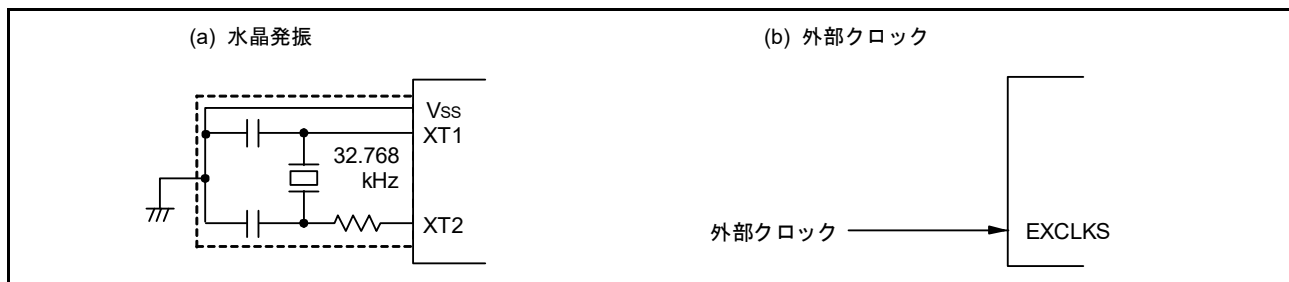 (a) 水晶発振
VSS
XT1
32.768
kHz
XT2
(b) 外部クロック
外部クロック
EXCLKS